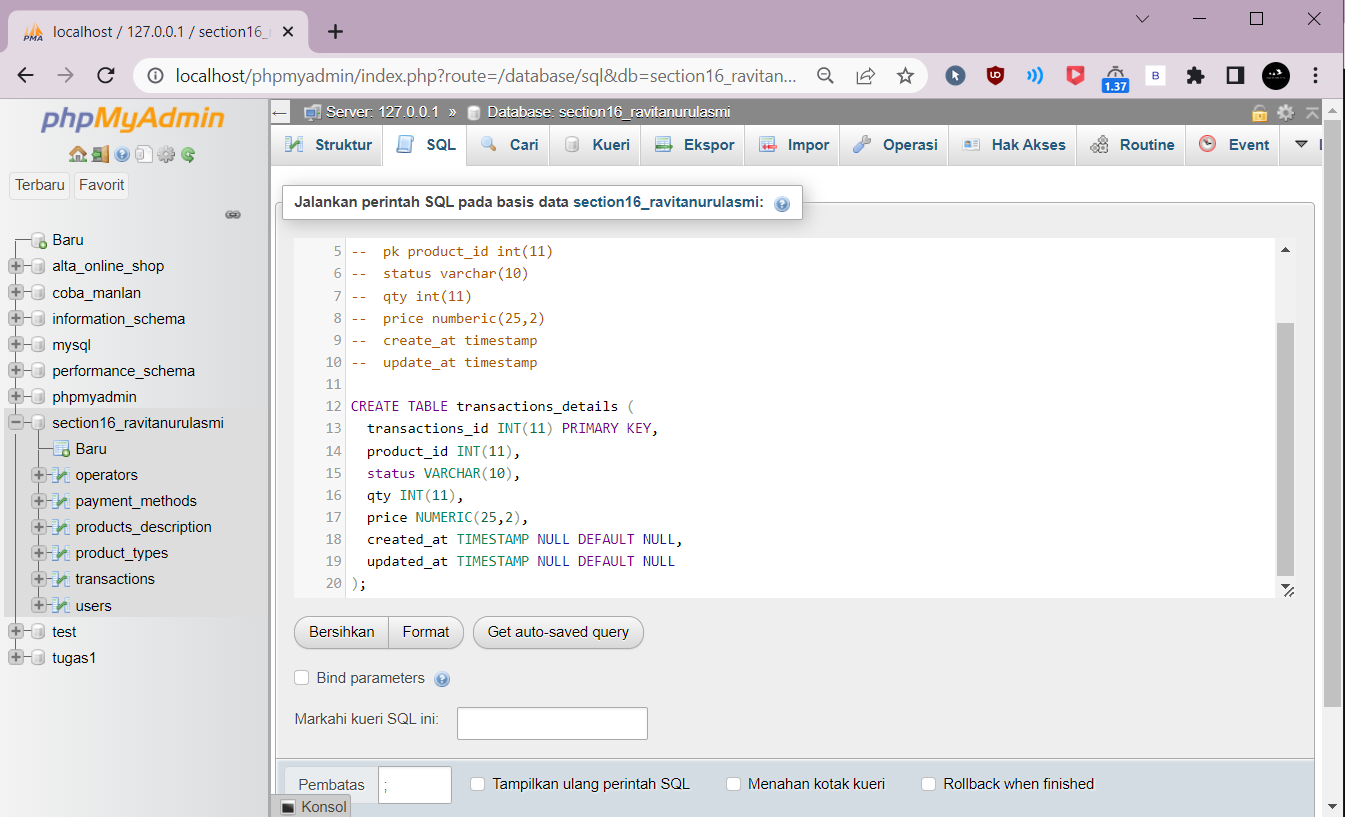 PMA localhost / 127.0.0.1 / section16_
localhost/phpmyadmin/index.php?route=/database/sql&db=section16_ravitan...
1.37
B
phpMyAdmin
Terbaru Favorit
Baru
alta_online_shop
coba_manlan
information_schema
mysql
performance_schema
phpmyadmin
section16_ravitanurulasmi
Baru
operators
payment_methods
products_description
product_types
transactions
users
test
tugas1
Server: 127.0.0.1 » Database: section16_ravitanurulasmi
Struktur SQL Cari Kueri Ekspor Impor Operasi Hak Akses Routine Event
Jalankan perintah SQL pada basis data section16_ravitanurulasmi:
5 -- pk product_id int(11)
6 -- status varchar(10)
7 -- qty int(11)
8 -- price numberic(25,2)
9 -- create_at timestamp
10 -- update_at timestamp
11
12 CREATE TABLE transactions_details (
13 transactions_id INT(11) PRIMARY KEY,
14 product_id INT(11),
15 status VARCHAR(10),
16 qty INT(11),
17 price NUMERIC(25,2),
18 created_at TIMESTAMP NULL DEFAULT NULL,
19 updated_at TIMESTAMP NULL DEFAULT NULL
20 );
Bersihkan Format Get auto-saved query
Bind parameters
Markahi kueri SQL ini:
Pembatas ; Tampilkan ulang perintah SQL Menahan kotak kueri Rollback when finished
Konsol